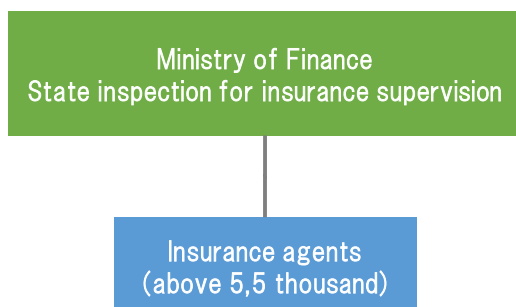 Ministry of Finance
State inspection for insurance supervision
Insurance agents
(above 5,5 thousand)